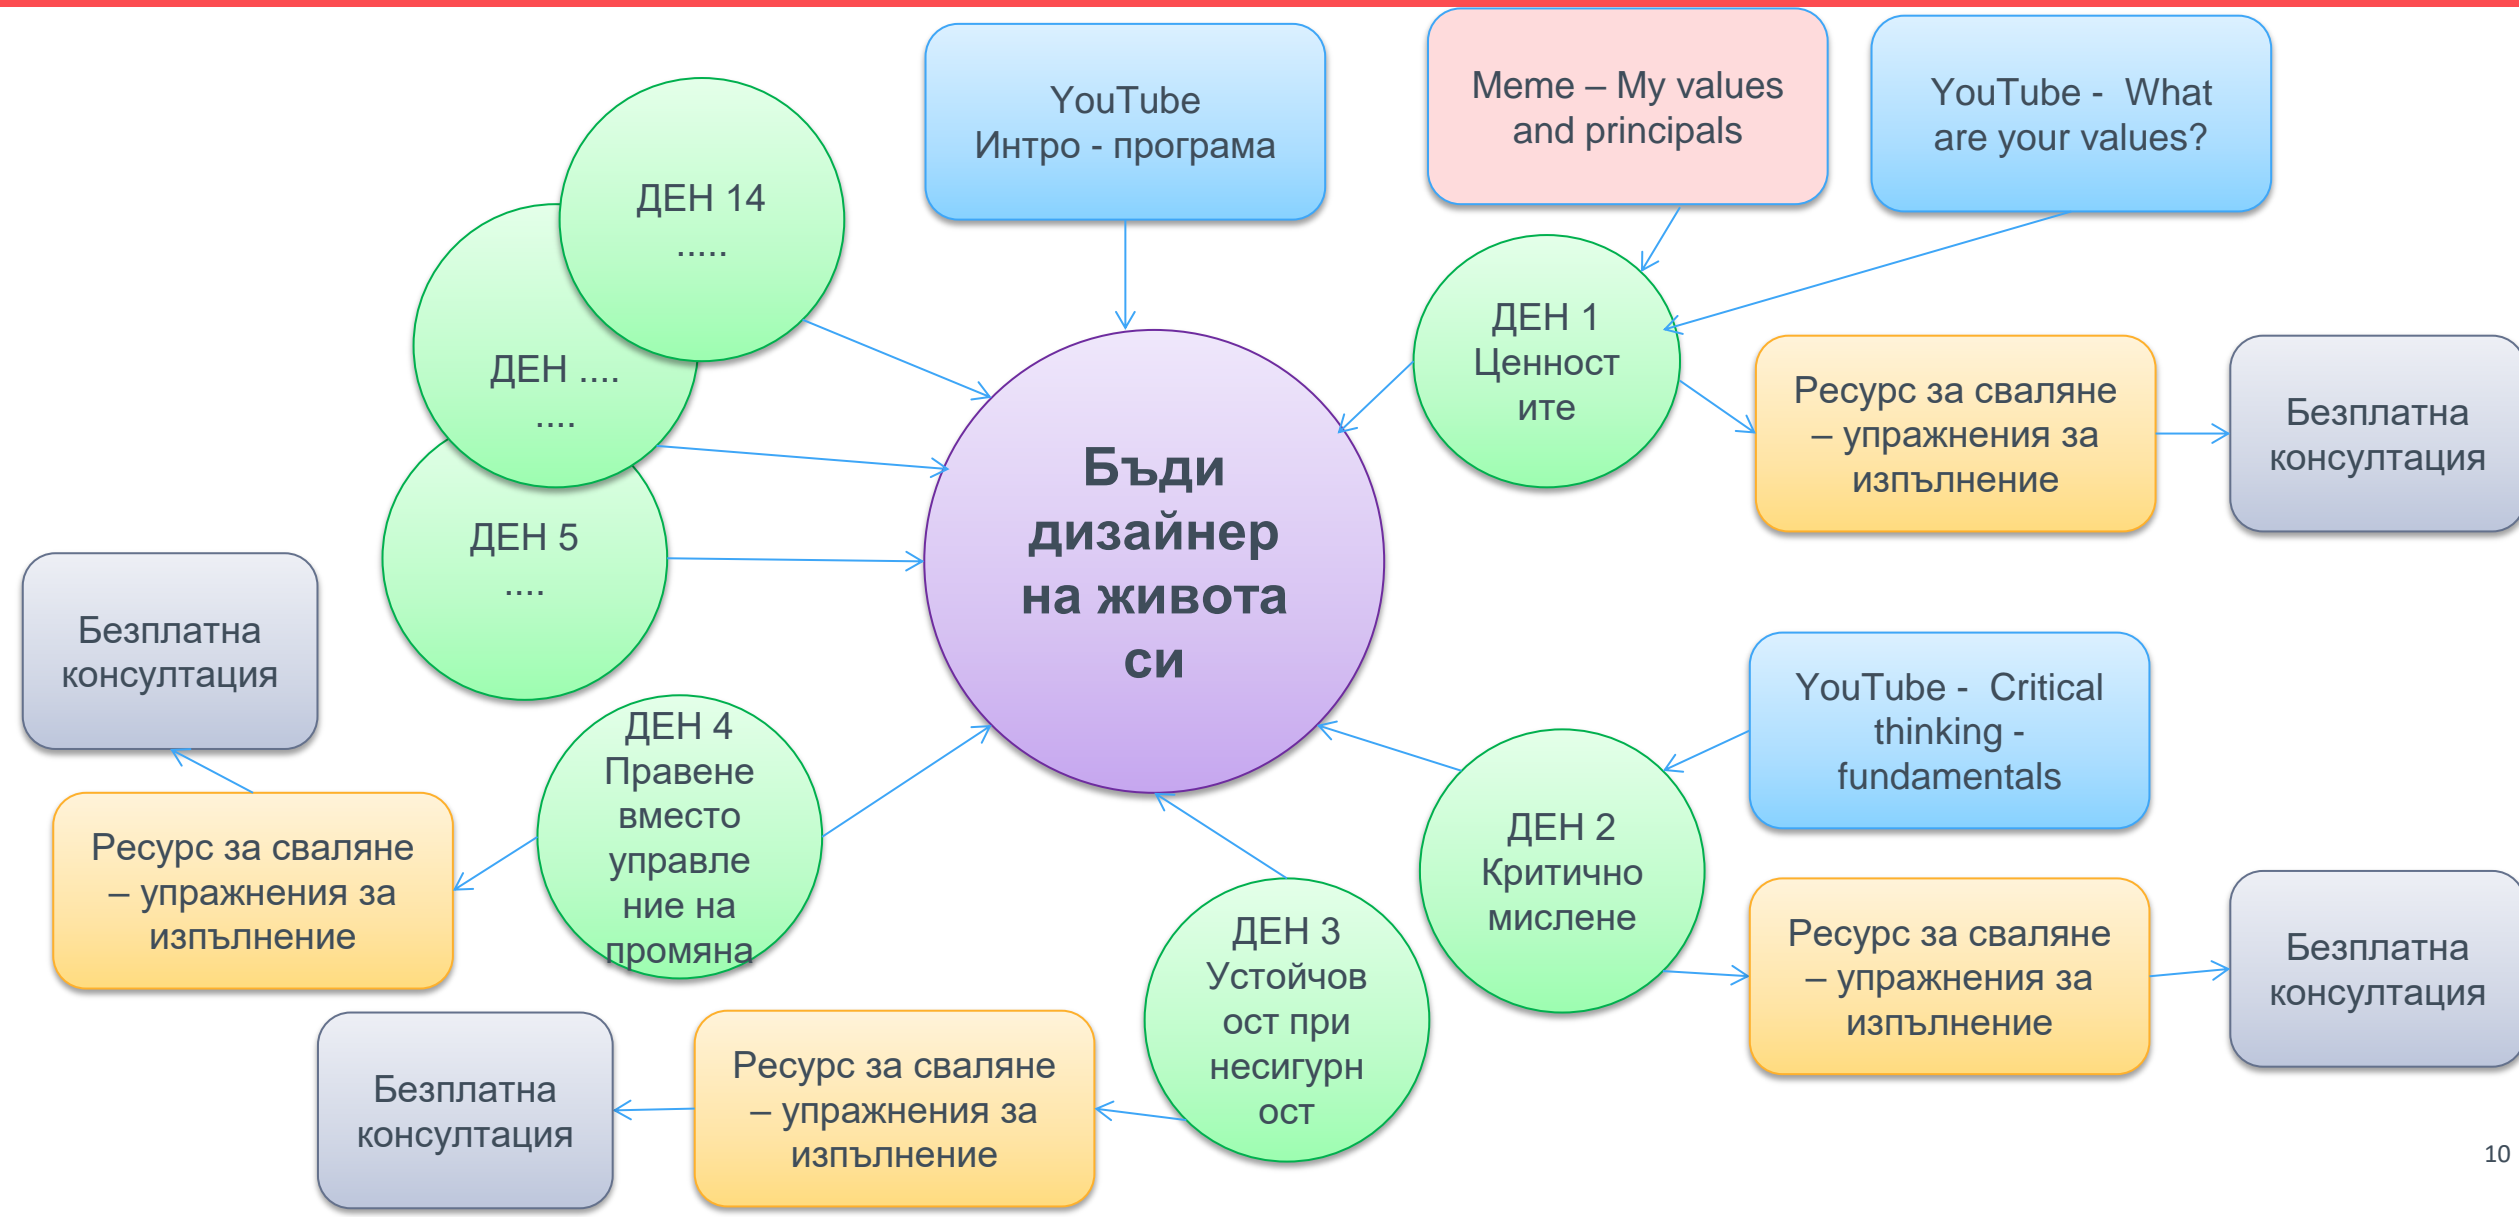 YouTube
Интро - програма
Meme – My values
and principals
YouTube -  What
are your values?
ДЕН 14
.....
ДЕН ....
....
ДЕН 5
....
ДЕН 1
Ценност
ите
Ресурс за сваляне
– упражнения за
изпълнение
Безплатна
консултация
Бъди
дизайнер
на живота
си
Безплатна
консултация
Ресурс за сваляне
– упражнения за
изпълнение
ДЕН 4
Правене
вместо
управле
ние на
промяна
YouTube -  Critical
thinking -
fundamentals
ДЕН 2
Критично
мислене
Ресурс за сваляне
– упражнения за
изпълнение
Безплатна
консултация
ДЕН 3
Устойчов
ост при
несигурн
ост
Ресурс за сваляне
– упражнения за
изпълнение
Безплатна
консултация
10